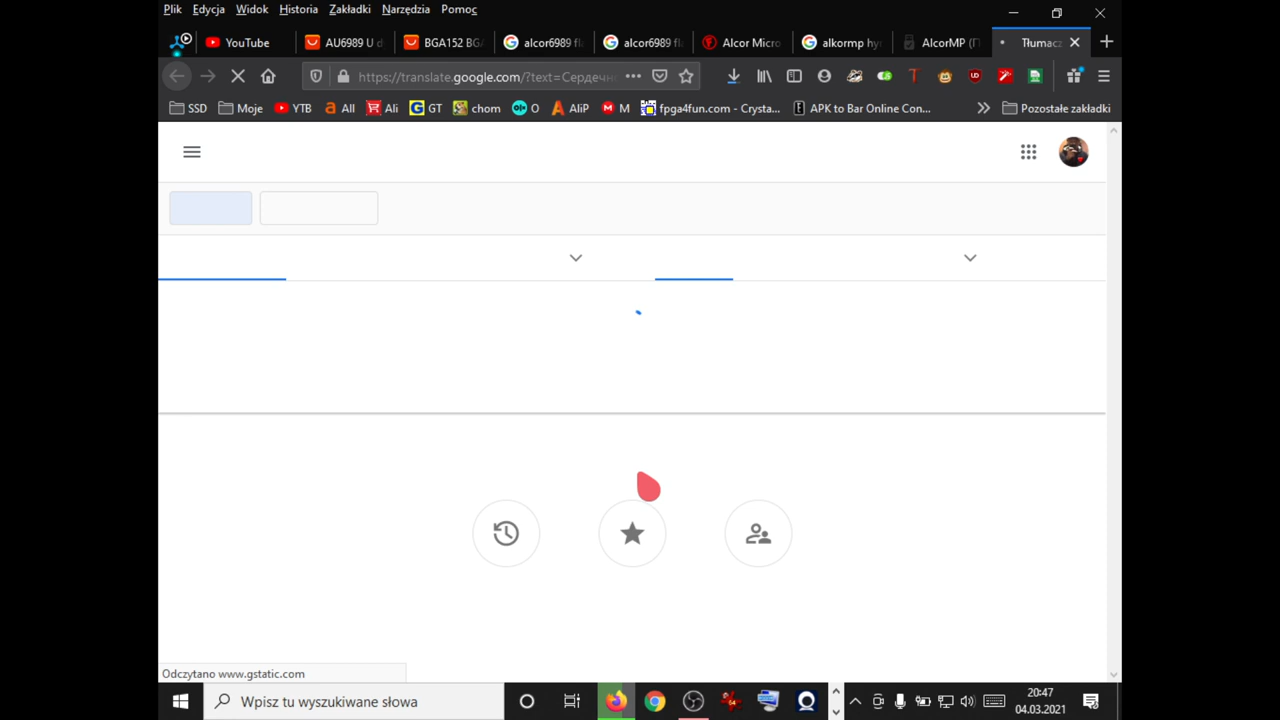 Plik Edycja Widok Historia Zakładki Narzędzia Pomoc
YouTube AU6989 U d BGA152 BG alcor6989 fl alcor6989 fl Alcor Micro alkormp hy AlcorMP (П Tłumacz
https://translate.google.com/?text=Сердечн
SSD Moje YTB All Ali GT chom O AliP M fpga4fun.com - Crysta... APK to Bar Online Con... Pozostałe zakładki
Odczytano www.gstatic.com
Wpisz tu wyszukiwane słowa
64
20:47
04.03.2021